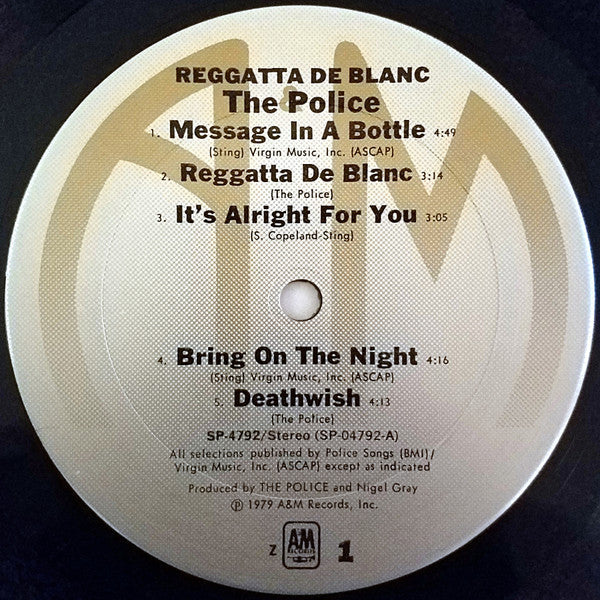 REGGATTA DE BLANC
The Police
1. Message In A Bottle 4:49
(Sting) Virgin Music, Inc. (ASCAP)
2. Reggatta De Blanc 3:14
(The Police)
3. It's Alright For You 3:05
(S. Copeland-Sting)
4. Bring On The Night 4:16
(Sting) Virgin Music, Inc. (ASCAP)
5. Deathwish 4:13
(The Police)
SP-4792/Stereo (SP-04792-A)
All selections published by Police Songs (BMI)/
Virgin Music, Inc. (ASCAP) except as indicated
Produced by THE POLICE and Nigel Gray
℗ 1979 A&M Records, Inc.
Z A&M RECORDS 1